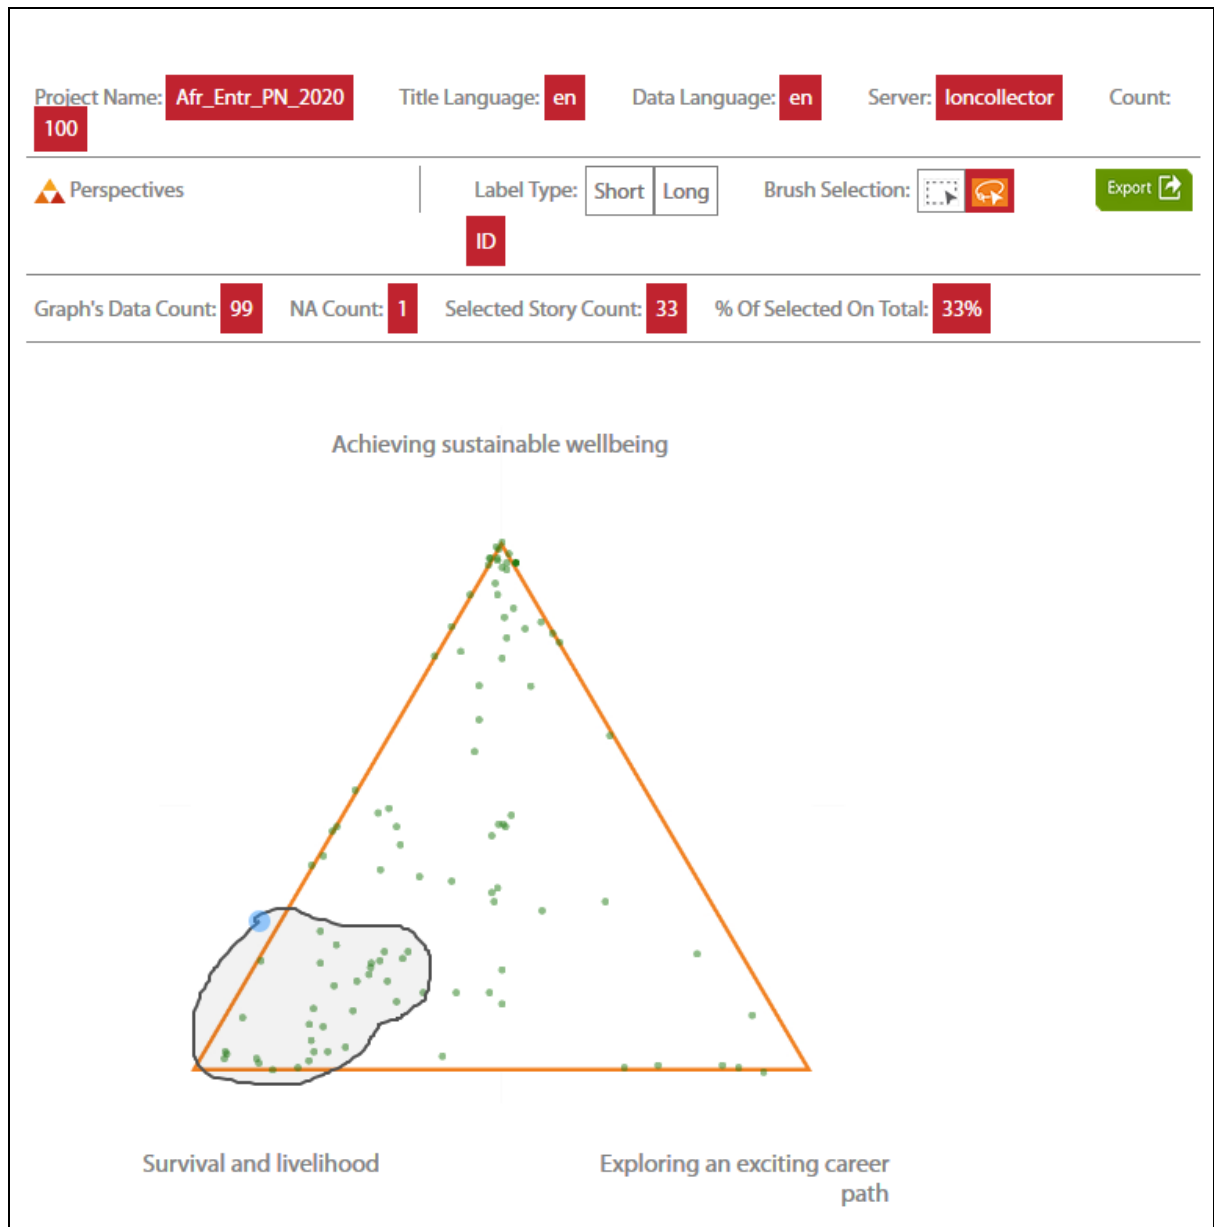 Project Name: Afr_Entr_PN_2020 Title Language: en Data Language: en Server: loncollector Count:
100
Perspectives Label Type: Short Long Brush Selection: Export
ID
Graph's Data Count: 99 NA Count: 1 Selected Story Count: 33 % Of Selected On Total: 33%
Achieving sustainable wellbeing
Survival and livelihood Exploring an exciting career
path